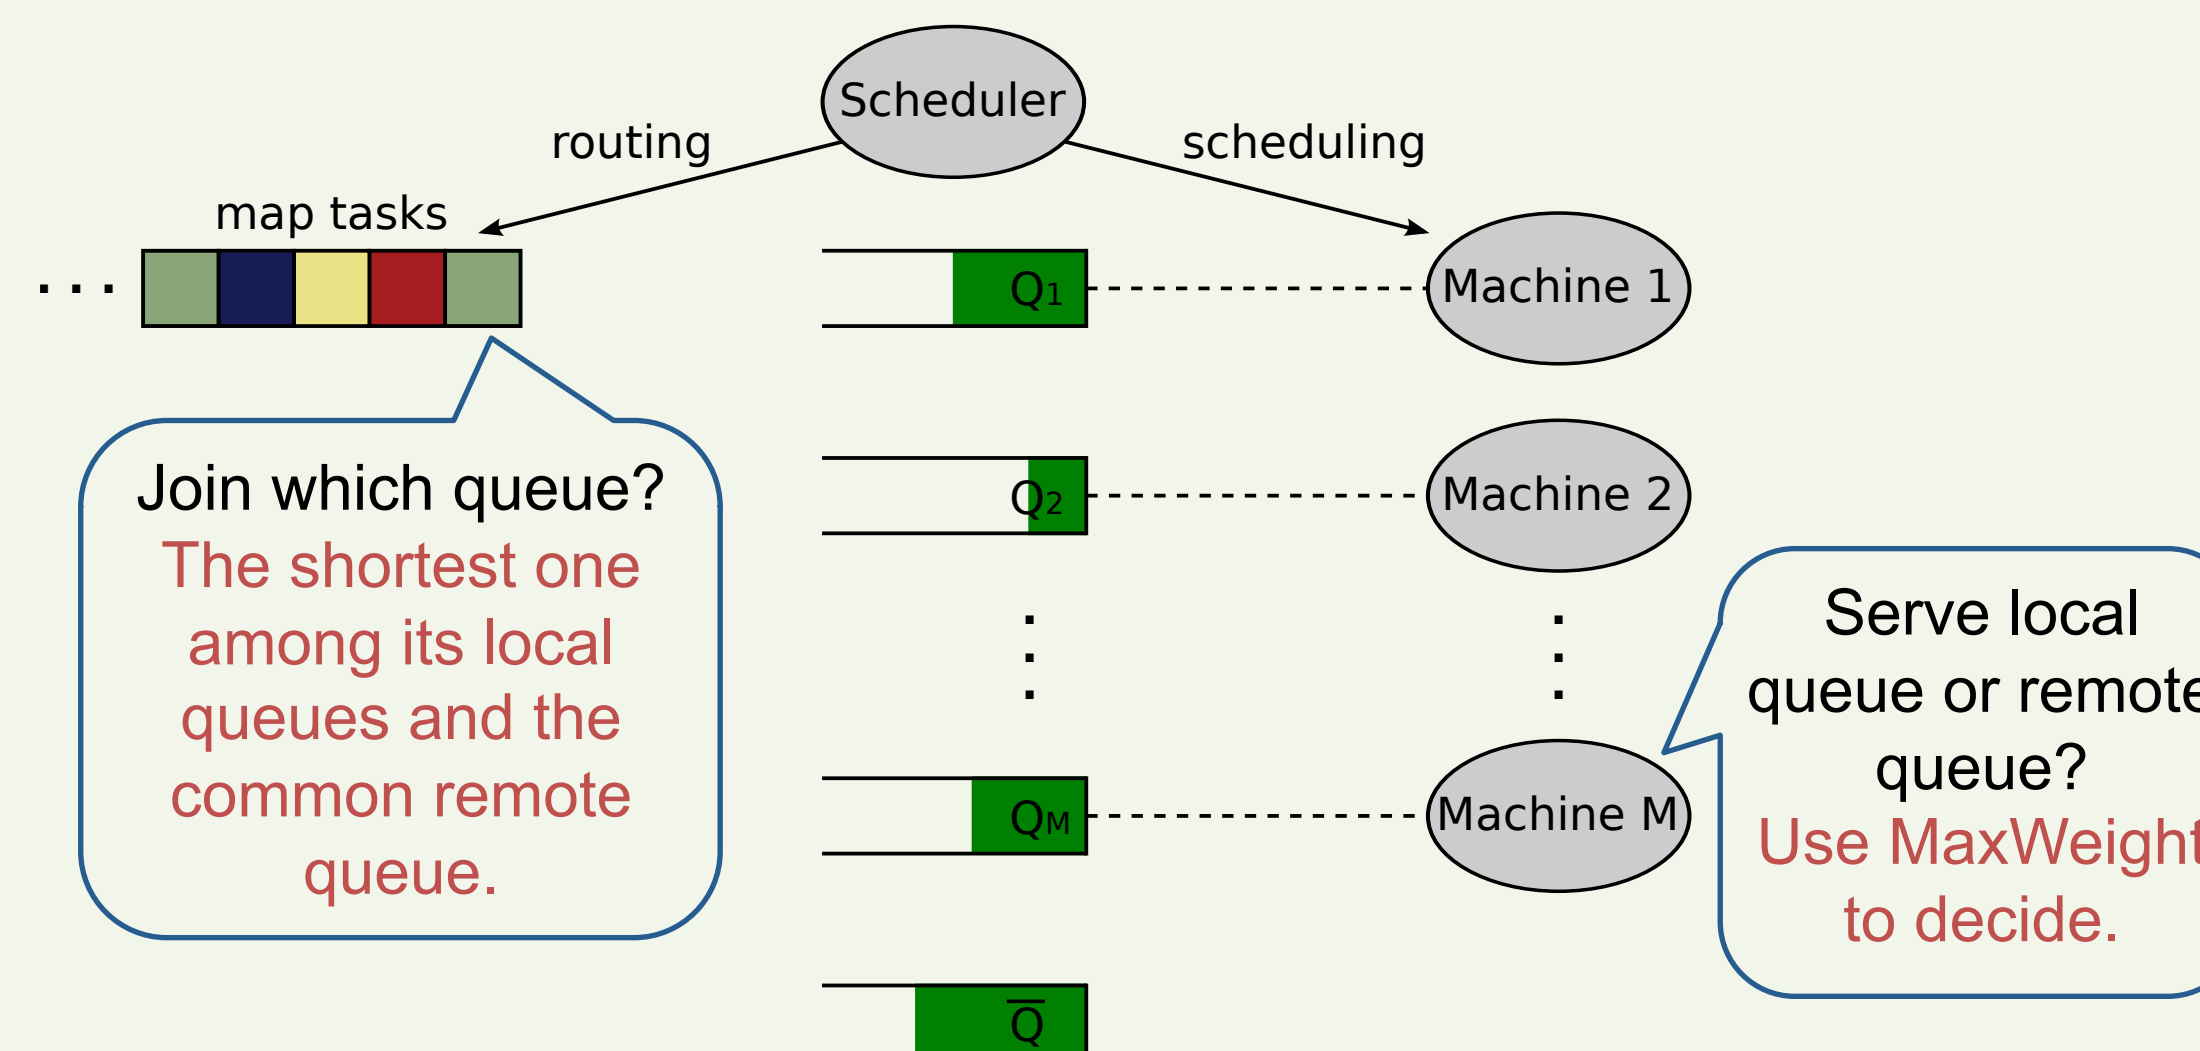 Scheduler
routing
scheduling
map tasks
...
Q1
Machine 1
Join which queue?
The shortest one
among its local
queues and the
common remote
queue.
Q2
Machine 2
Serve local
queue or remote
queue?
Use MaxWeight
to decide.
QM
Machine M
Q̅